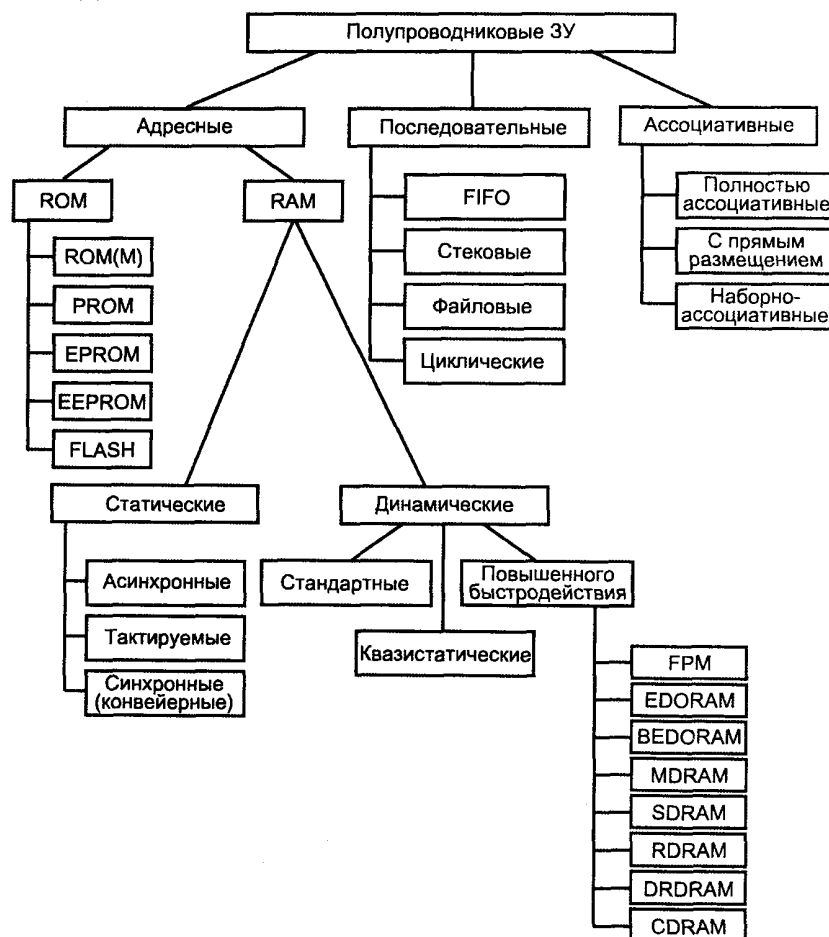 Полупроводниковые ЗУ
Адресные
Последовательные
Ассоциативные
ROM
RAM
FIFO
Стековые
Файловые
Циклические
Полностью
ассоциативные
С прямым
размещением
Наборно-
ассоциативные
ROM(M)
PROM
EPROM
EEPROM
FLASH
Статические
Динамические
Асинхронные
Тактируемые
Синхронные
(конвейерные)
Стандартные
Квазистатические
Повышенного
быстродействия
FPM
EDORAM
BEDORAM
MDRAM
SDRAM
RDRAM
DRDRAM
CDRAM